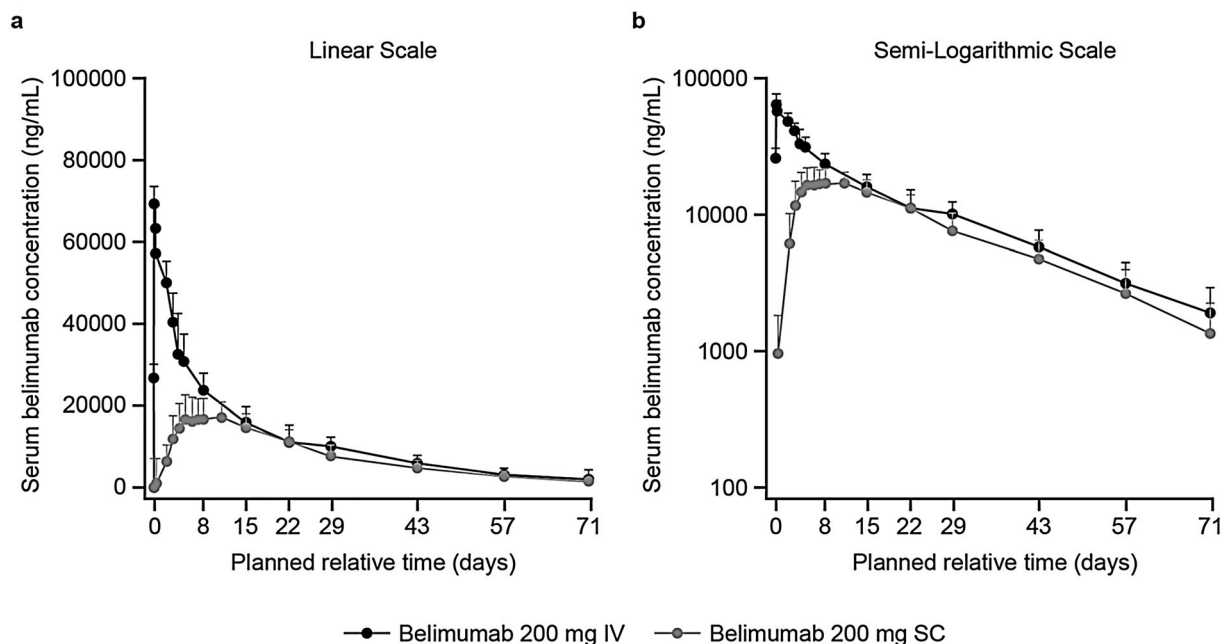 a
Linear Scale
Serum belimumab concentration (ng/mL)
100000
80000
60000
40000
20000
0
0 8 15 22 29 43 57 71
Planned relative time (days)
b
Semi-Logarithmic Scale
Serum belimumab concentration (ng/mL)
100000
10000
1000
100
0 8 15 22 29 43 57 71
Planned relative time (days)
Belimumab 200 mg IV Belimumab 200 mg SC